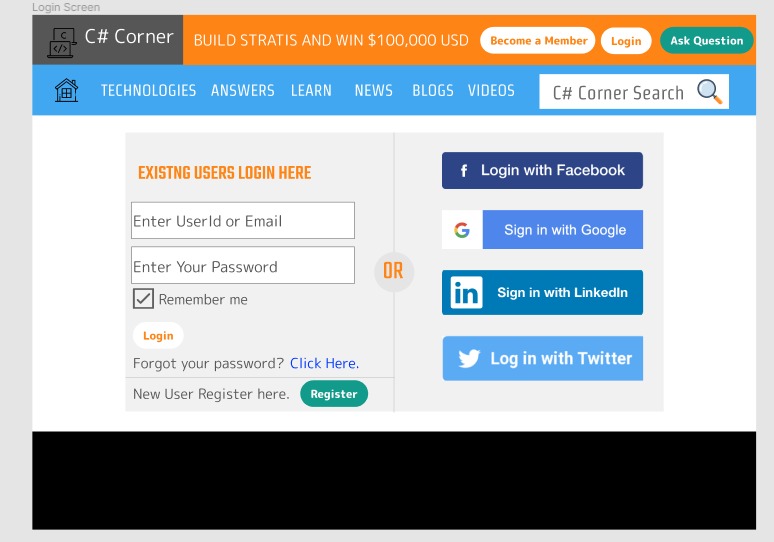 Login Screen
C
</>
C# Corner
BUILD STRATIS AND WIN $100,000 USD
Become a Member
Login
Ask Question
TECHNOLOGIES ANSWERS LEARN NEWS BLOGS VIDEOS
C# Corner Search
EXISTNG USERS LOGIN HERE
Enter UserId or Email
Enter Your Password
Remember me
Login
Forgot your password? Click Here.
New User Register here.
Register
OR
f Login with Facebook
G Sign in with Google
in Sign in with LinkedIn
Log in with Twitter